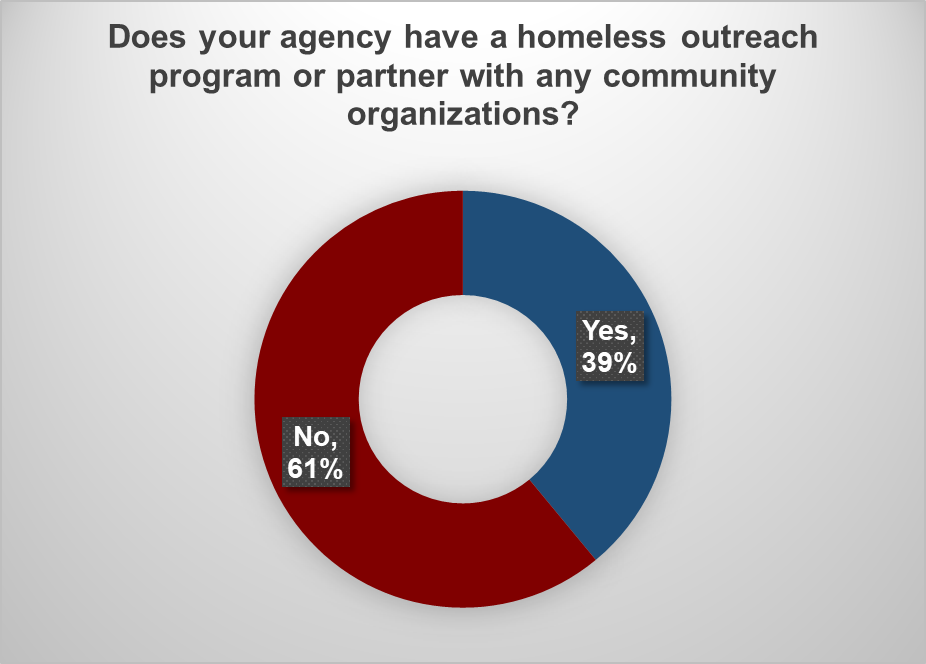 Does your agency have a homeless outreach
program or partner with any community
organizations?
Yes,
39%
No,
61%